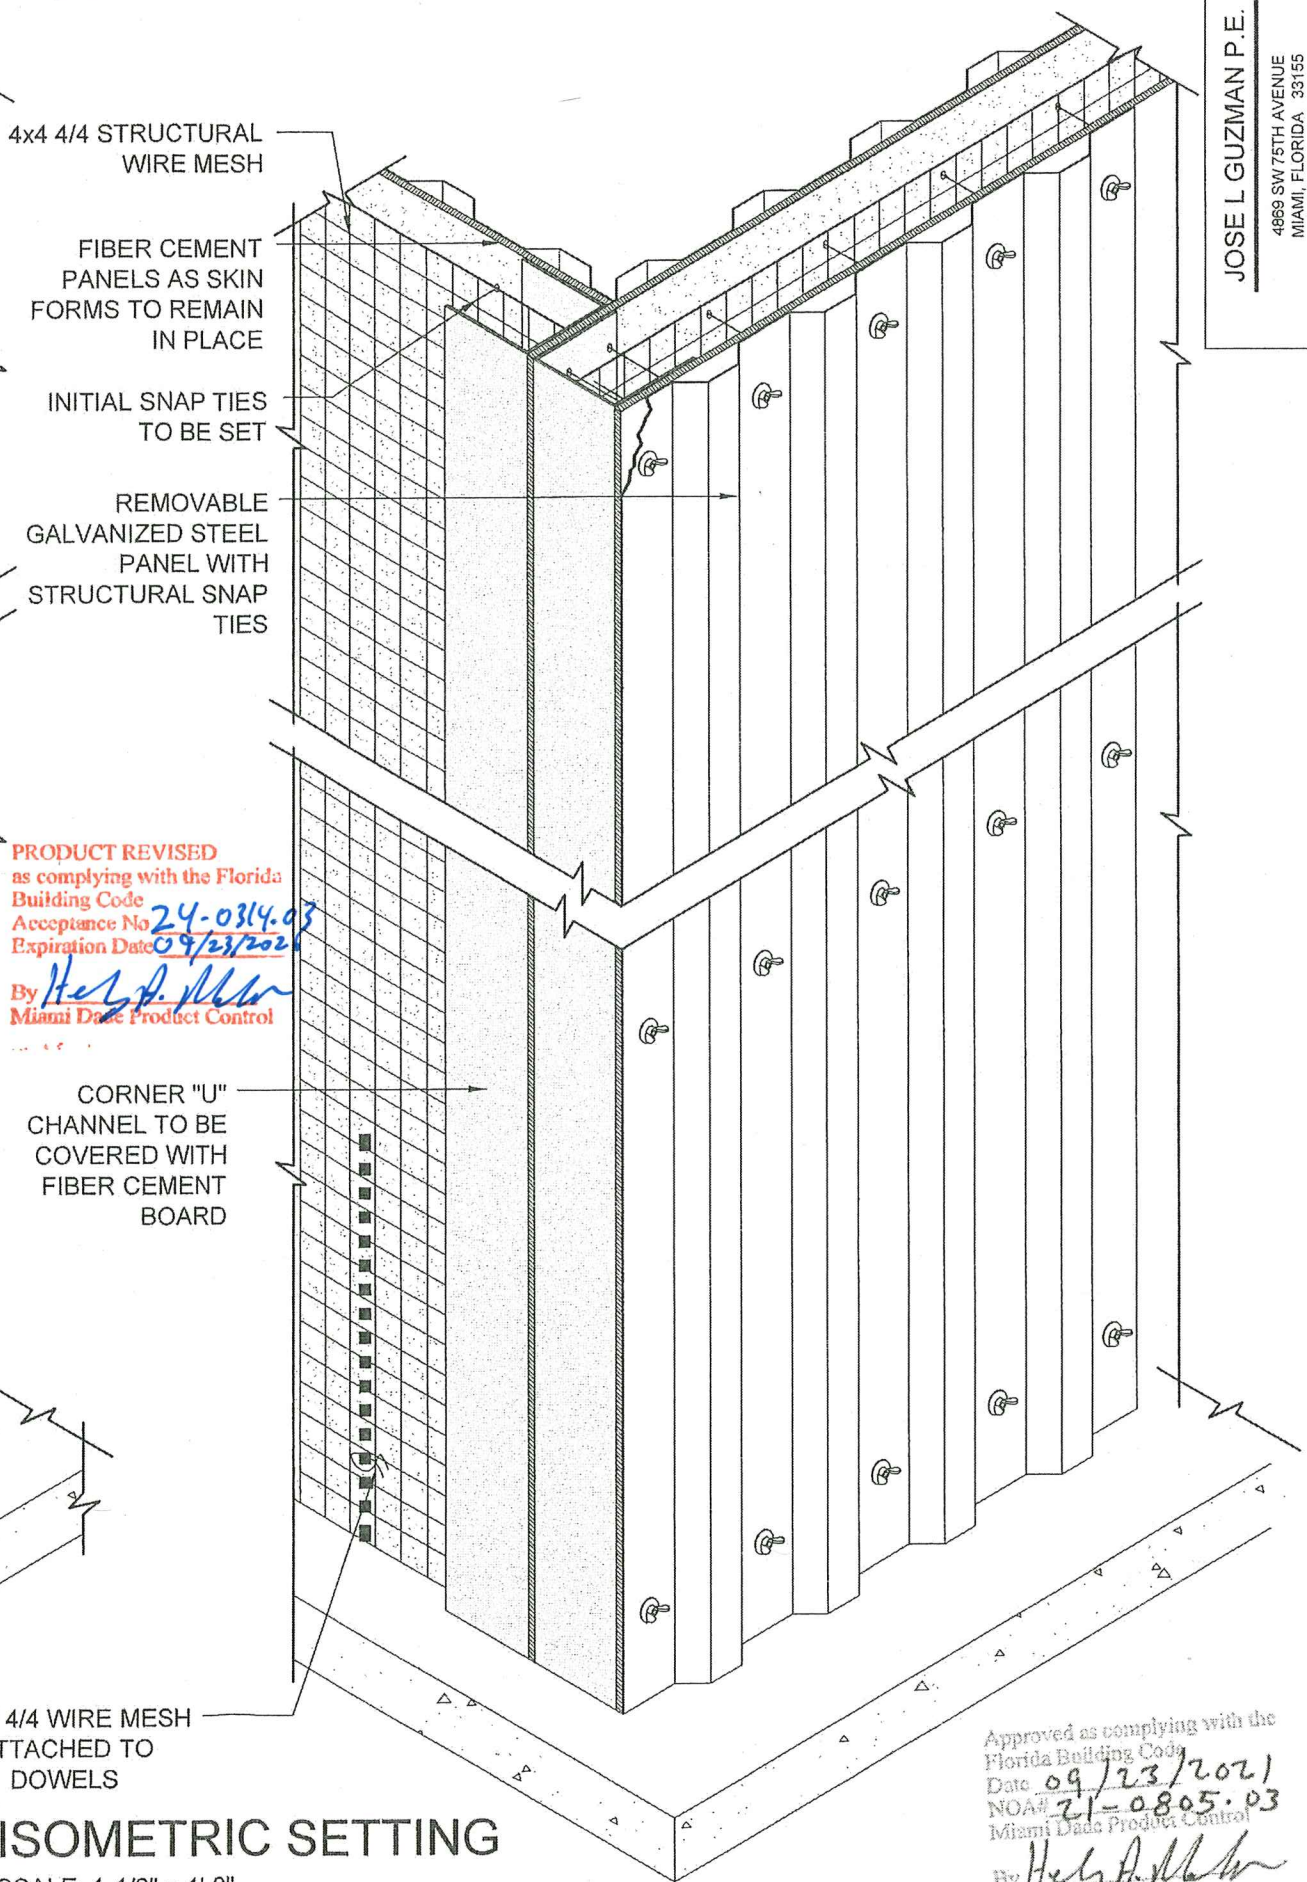 4x4 4/4 STRUCTURAL
WIRE MESH
FIBER CEMENT
PANELS AS SKIN
FORMS TO REMAIN
IN PLACE
INITIAL SNAP TIES
TO BE SET
REMOVABLE
GALVANIZED STEEL
PANEL WITH
STRUCTURAL SNAP
TIES
JOSE L GUZMAN P.E.
4869 SW 75TH AVENUE
MIAMI, FLORIDA 33155
PRODUCT REVISED
as complying with the Florida
Building Code
Acceptance No 24-0314.03
Expiration Date 09/23/2026
By
Miami Dade Product Control
CORNER "U"
CHANNEL TO BE
COVERED WITH
FIBER CEMENT
BOARD
4/4 WIRE MESH
TTACHED TO
DOWELS
ISOMETRIC SETTING
Approved as complying with the
Florida Building Code
Date 09/23/2021
NOA# 21-0805.03
Miami Dade Product Control
By